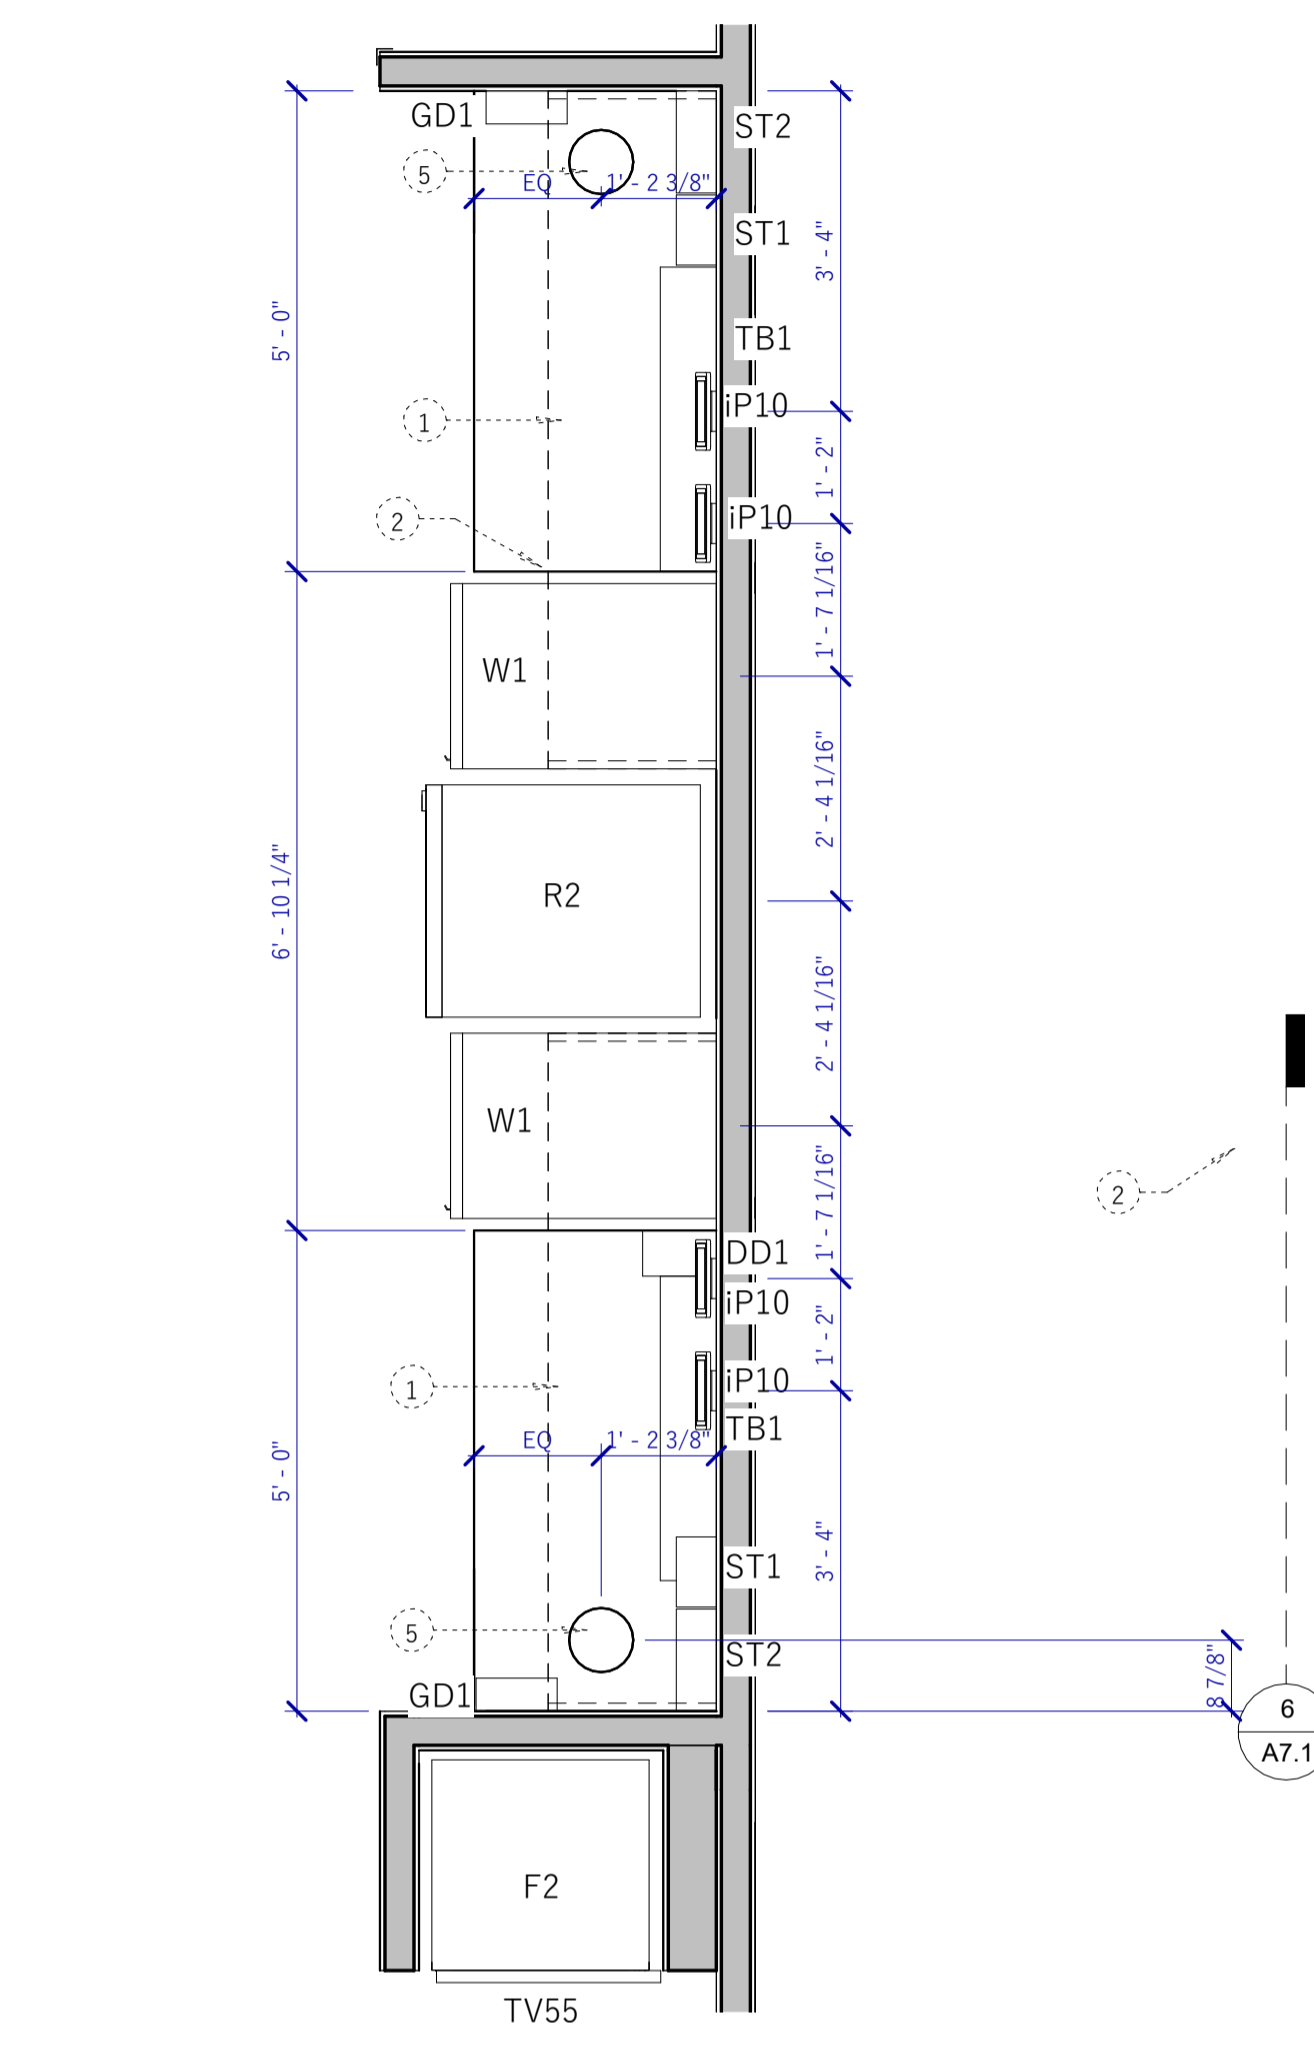 GD1
ST2
5
EQ
1' - 2 3/8"
ST1
3' - 4"
5' - 0"
TB1
iP10
1
1' - 2"
2
iP10
1' - 7 1/16"
W1
2' - 4 1/16"
R2
6' - 10 1/4"
2' - 4 1/16"
W1
2
1' - 7 1/16"
DD1
iP10
1' - 2"
1
iP10
TB1
EQ
1' - 2 3/8"
5' - 0"
3' - 4"
ST1
5
ST2
8 7/8"
GD1
6
A7.1
F2
TV55